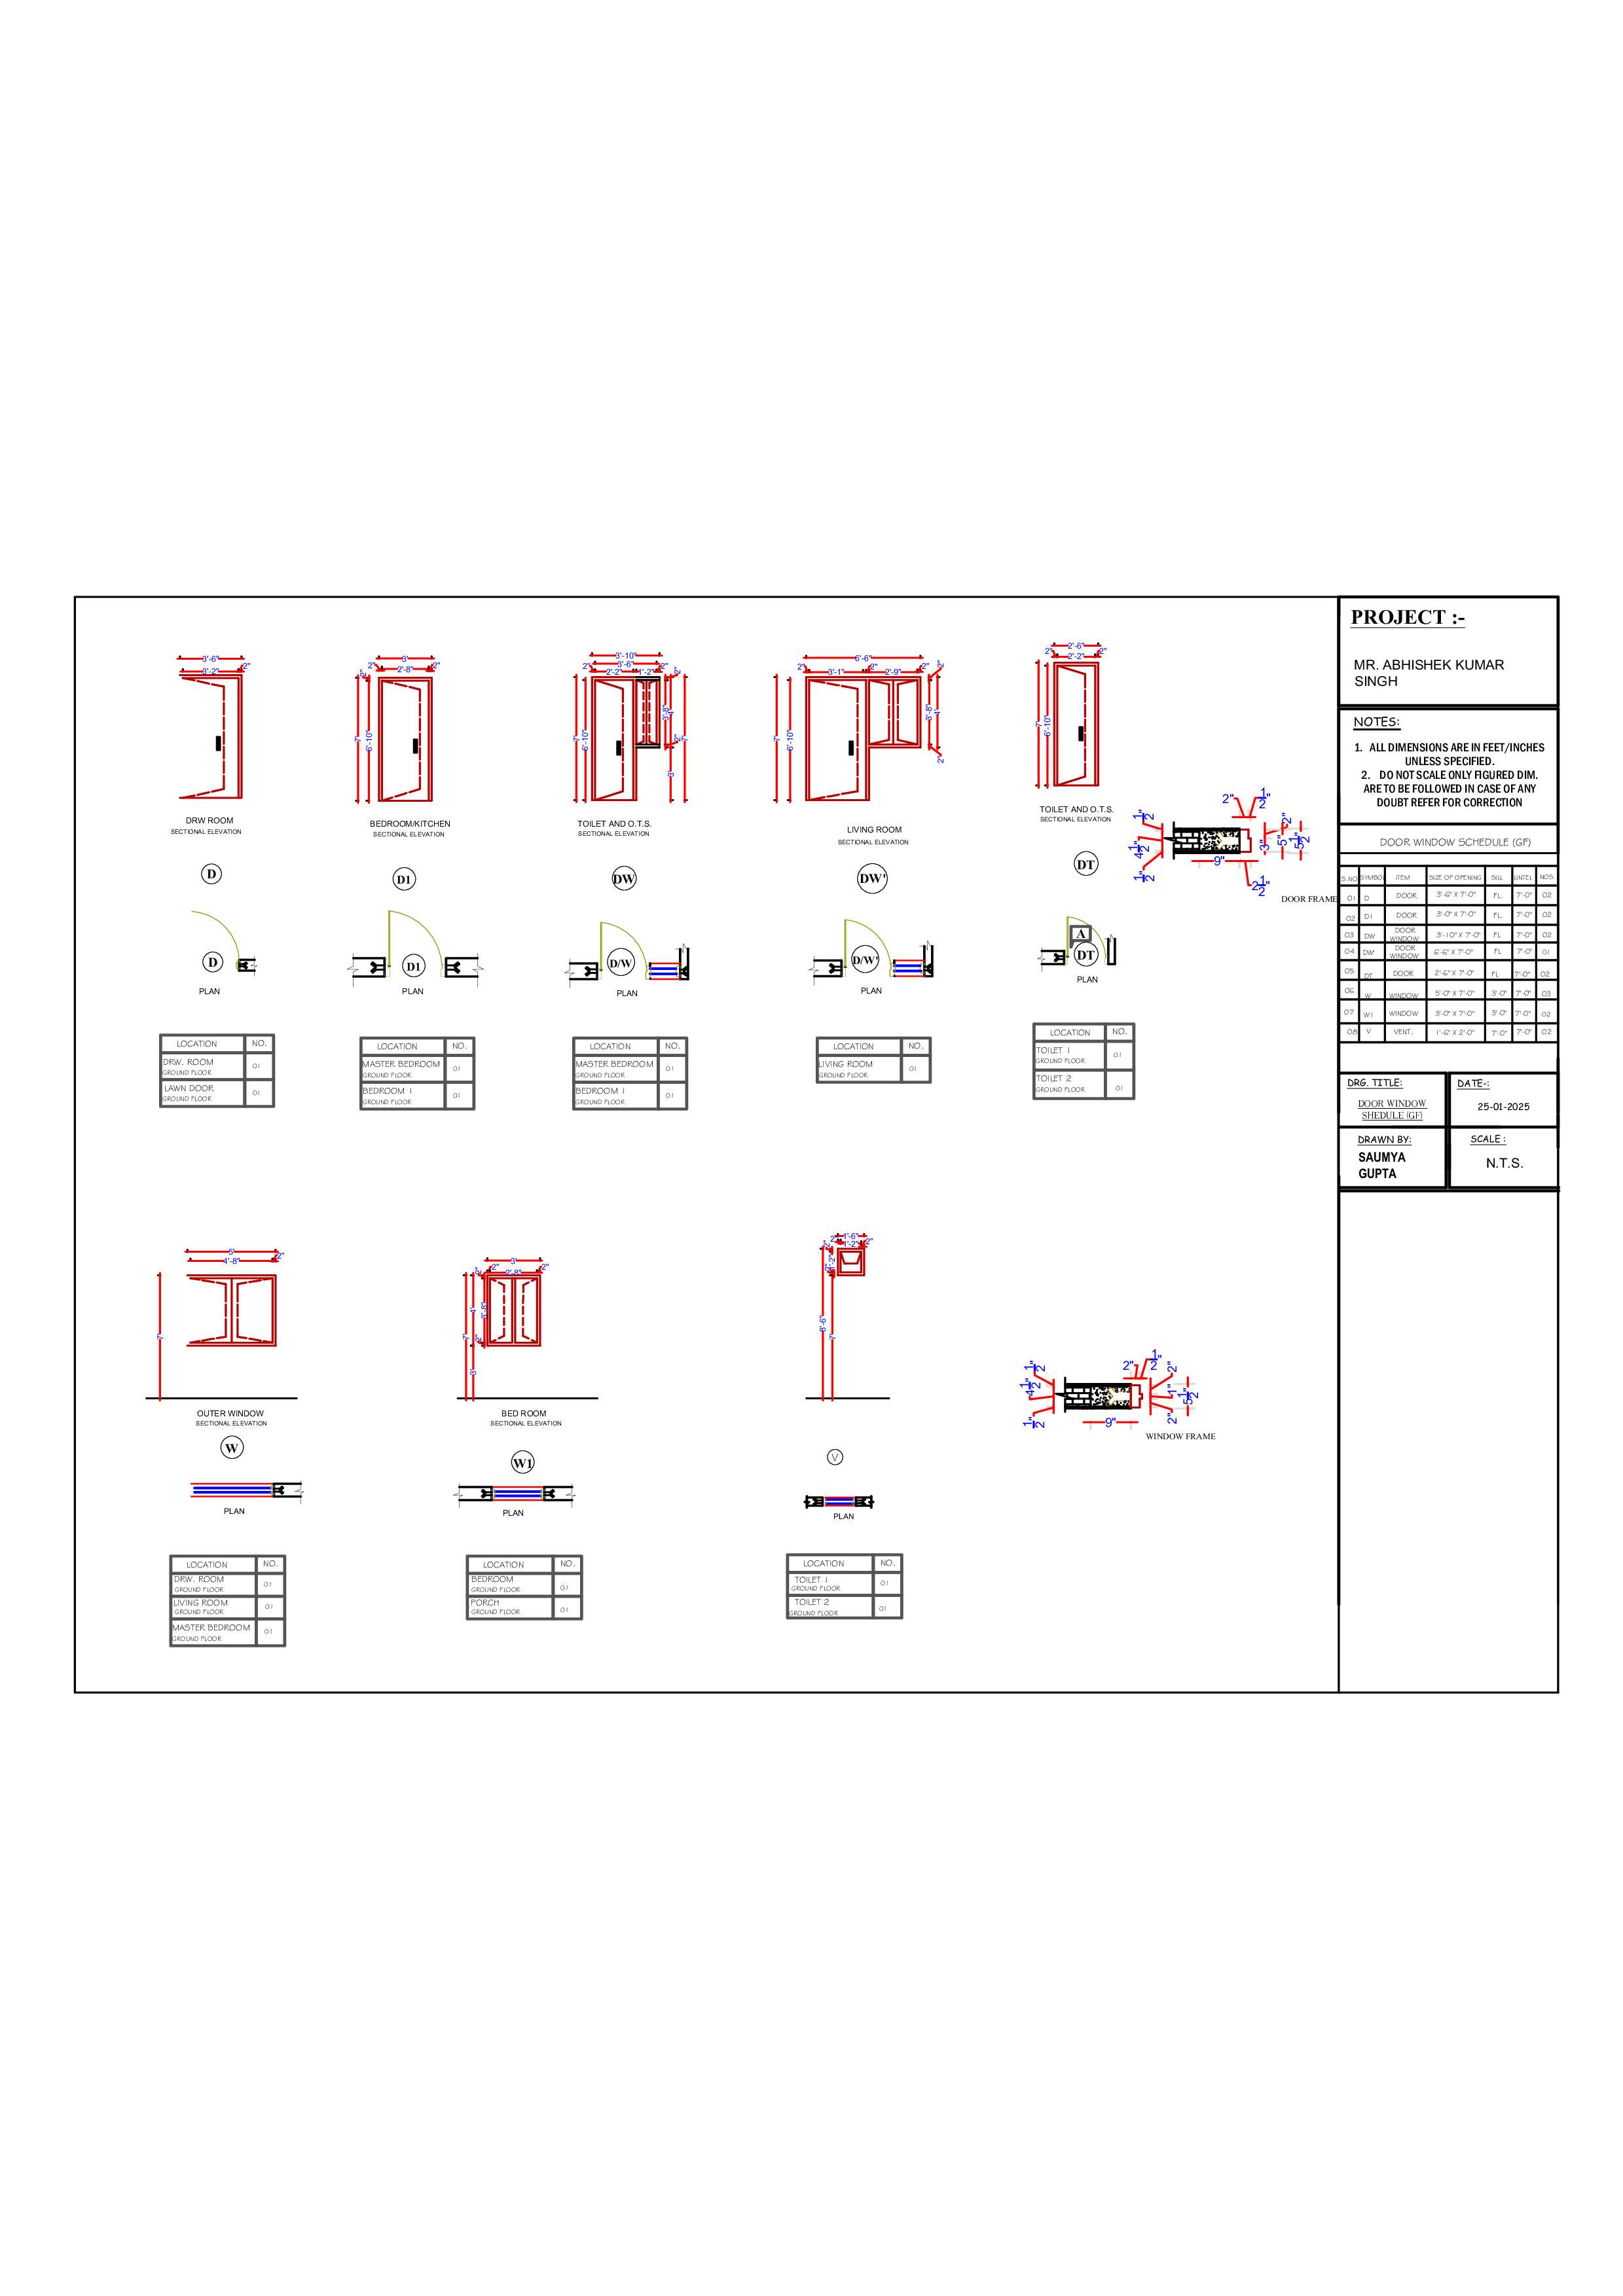 3'-6"
3'-2" 2"
DRW ROOM
SECTIONAL ELEVATION
D
D
PLAN
LOCATION NO.
DRW. ROOM
GROUND FLOOR. 01
LAWN DOOR
GROUND FLOOR. 01
3'
2" 2'-8" 2"
2"
7' 6'-10"
BEDROOM/KITCHEN
SECTIONAL ELEVATION
D1
D1
PLAN
LOCATION NO.
MASTER BEDROOM
GROUND FLOOR. 01
BEDROOM 1
GROUND FLOOR. 01
3'-10"
2" 3'-6" 2"
2'-2" 1'-2"
2"
7' 6'-10" 3'-8" 4' 7'
2"
3'
TOILET AND O.T.S.
SECTIONAL ELEVATION
DW
D/W
PLAN
LOCATION NO.
MASTER BEDROOM
GROUND FLOOR. 01
BEDROOM 1
GROUND FLOOR. 01
6'-6"
2" 3'-1" 2" 2'-9" 2"
2"
7' 6'-10" 3'-8" 4'
2"
LIVING ROOM
SECTIONAL ELEVATION
DW'
D/W'
PLAN
LOCATION NO.
LIVING ROOM
GROUND FLOOR. 01
2'-6"
2" 2'-2" 2"
7' 6'-10"
TOILET AND O.T.S.
SECTIONAL ELEVATION
DT
A
DT
PLAN
LOCATION NO.
TOILET 1
GROUND FLOOR. 01
TOILET 2
GROUND FLOOR. 01
2" 1/2"
1/2" 4 1/2" 1/2"
9" 3" 5" 2" 5 1/2"
2 1/2"
DOOR FRAME
5'
4'-8" 2"
7'
OUTER WINDOW
SECTIONAL ELEVATION
W
PLAN
LOCATION NO.
DRW. ROOM
GROUND FLOOR. 01
LIVING ROOM
GROUND FLOOR. 01
MASTER BEDROOM
GROUND FLOOR. 01
3'
2" 2'-8" 2"
2"
7' 4' 3'-8"
2"
3'
BED ROOM
SECTIONAL ELEVATION
W1
PLAN
LOCATION NO.
BEDROOM
GROUND FLOOR. 01
PORCH
GROUND FLOOR. 01
1'-6"
2" 1'-2" 2"
2" 1'-2" 2"
6'-6" 7'
V
PLAN
LOCATION NO.
TOILET 1
GROUND FLOOR. 01
TOILET 2
GROUND FLOOR. 01
2" 1/2"
1/2" 4 1/2" 1/2"
2" 1" 2" 5 1/2"
9"
WINDOW FRAME
PROJECT :-
MR. ABHISHEK KUMAR
SINGH
NOTES:
1. ALL DIMENSIONS ARE IN FEET/INCHES
UNLESS SPECIFIED.
2. DO NOT SCALE ONLY FIGURED DIM.
ARE TO BE FOLLOWED IN CASE OF ANY
DOUBT REFER FOR CORRECTION
DOOR WINDOW SCHEDULE (GF)
S.NO SYMBOL ITEM SIZE OF OPENING SILL LINTEL NOS.
01 D DOOR 3'-6" X 7'-0" FL. 7'-0" 02
02 D1 DOOR 3'-0" X 7'-0" FL. 7'-0" 02
03 DW DOOR WINDOW 3'-10" X 7'-0" FL 7'-0" 02
04 DW' DOOR WINDOW 6'-6" X 7'-0" FL 7'-0 01
05 DT DOOR 2'-6" X 7'-0" FL 7'-0" 02
06 W WINDOW 5'-0" X 7'-0" 3'-0" 7'-0" 03
07 W1 WINDOW 3'-0" X 7'-0" 3'-0" 7'-0" 02
08 V VENT. 1'-6" X 2'-0" 7'-0" 7'-0" 02
DRG. TITLE:
DOOR WINDOW
SHEDULE (GF)
DATE-:
25-01-2025
DRAWN BY:
SAUMYA
GUPTA
SCALE :
N.T.S.